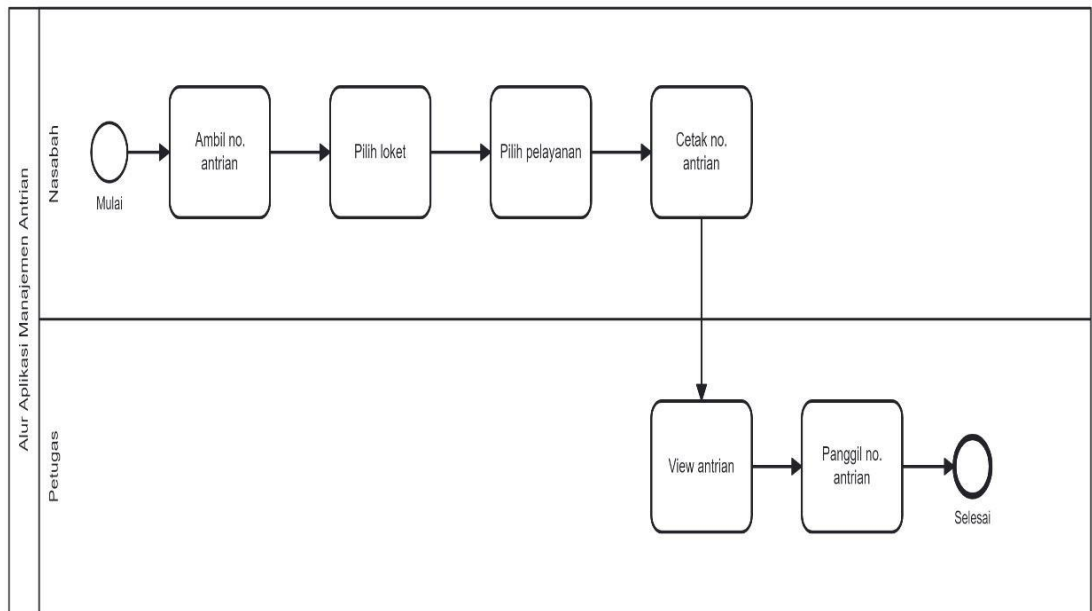 Alur Aplikasi Manajemen Antrian
Nasabah
Mulai
Ambil no.
antrian
Pilih loket
Pilih pelayanan
Cetak no.
antrian
Petugas
View antrian
Panggil no.
antrian
Selesai